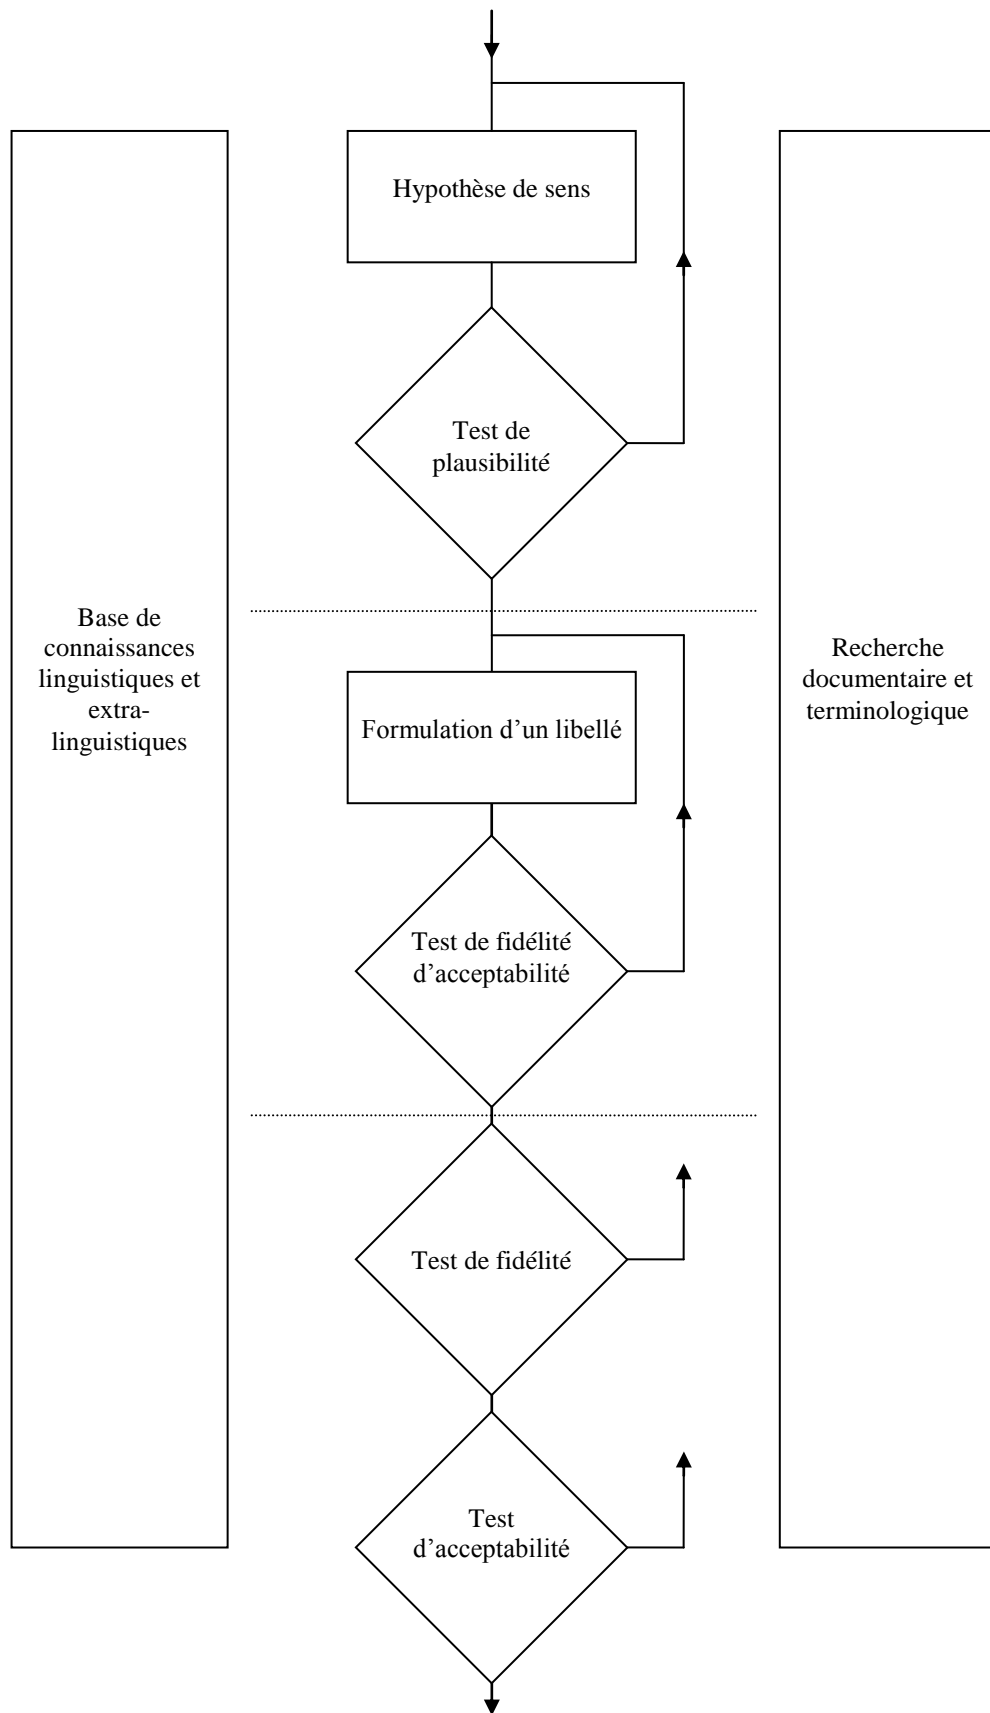 Hypothèse de sens
Test de
plausibilité
Base de
connaissances
linguistiques et
extra-
linguistiques
Recherche
documentaire et
terminologique
Formulation d’un libellé
Test de fidélité
d’acceptabilité
Test de fidélité
Test
d’acceptabilité